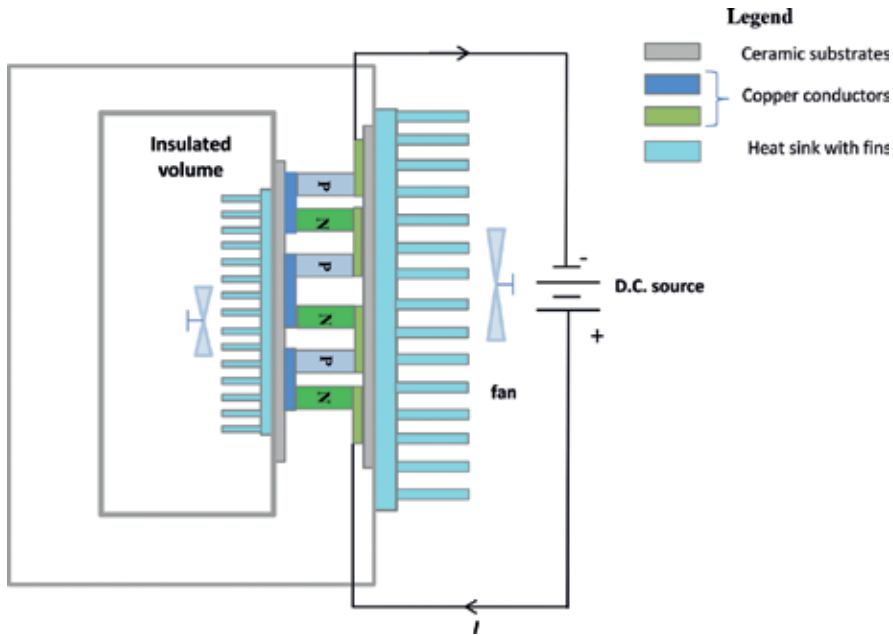 Legend
Ceramic substrates
Copper conductors
Heat sink with fins
Insulated
volume
P
N
P
N
P
N
-
D.C. source
+
fan
I